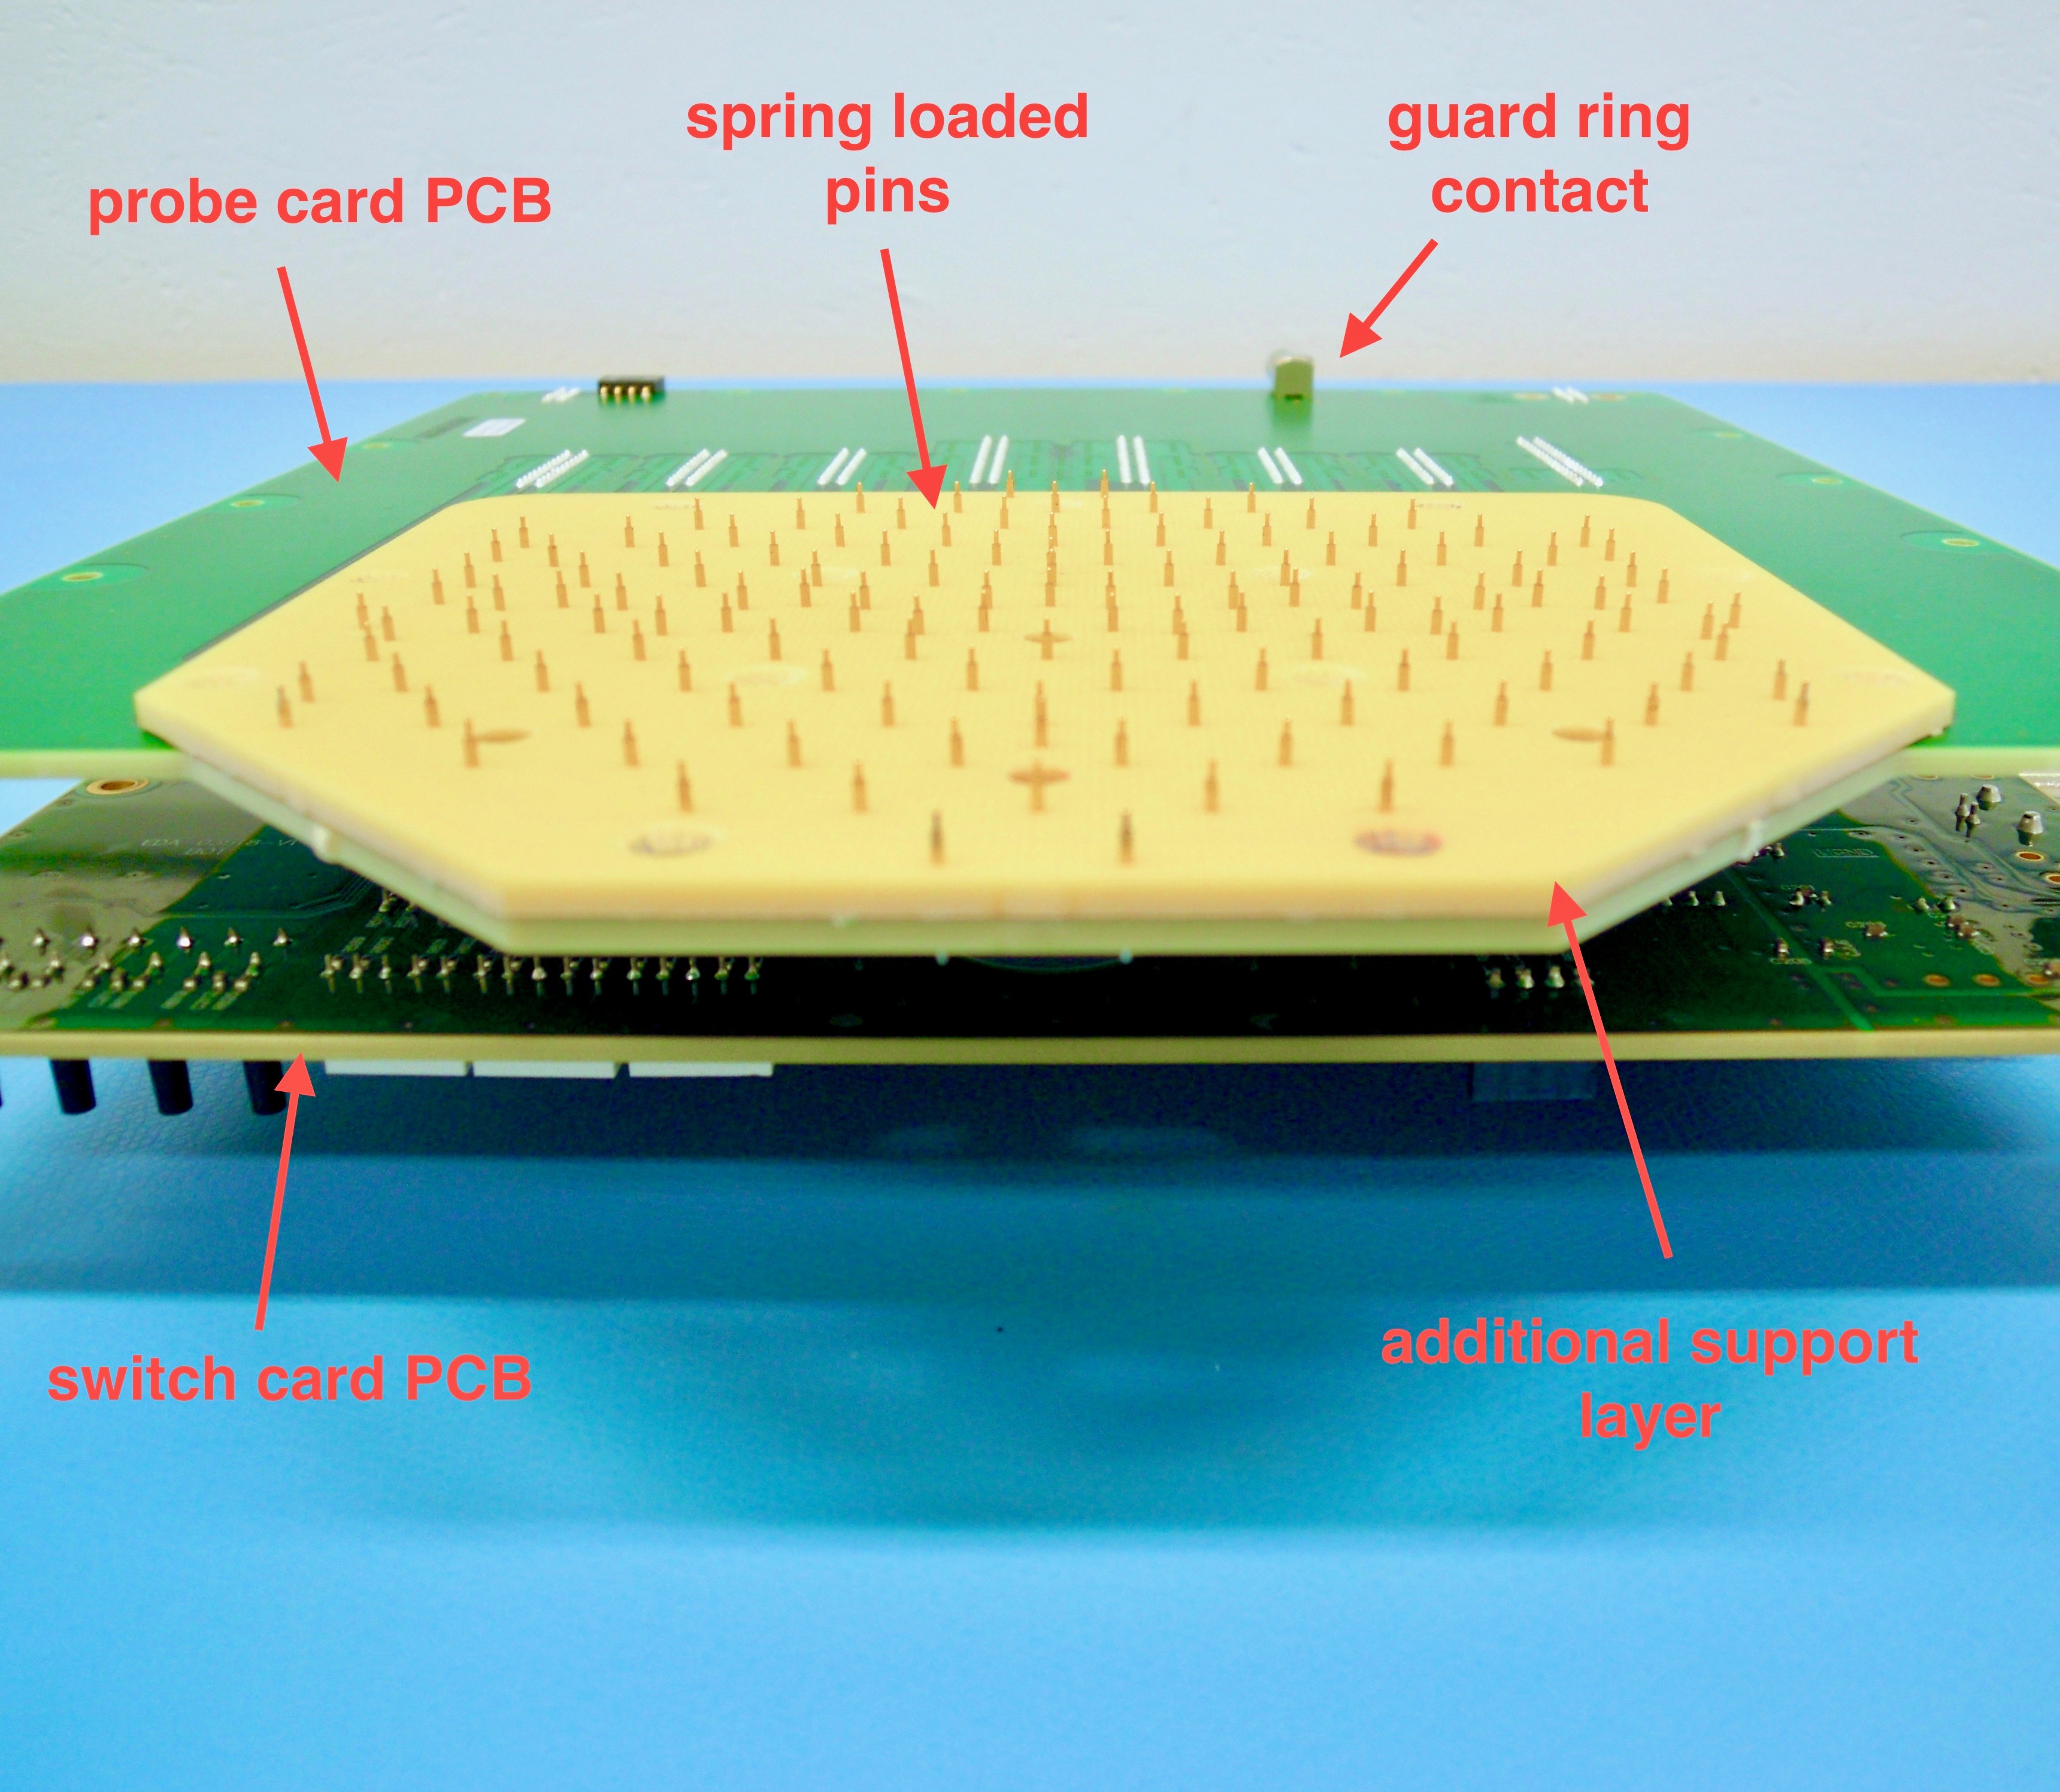 spring loaded
pins
guard ring
contact
probe card PCB
switch card PCB
additional support
layer